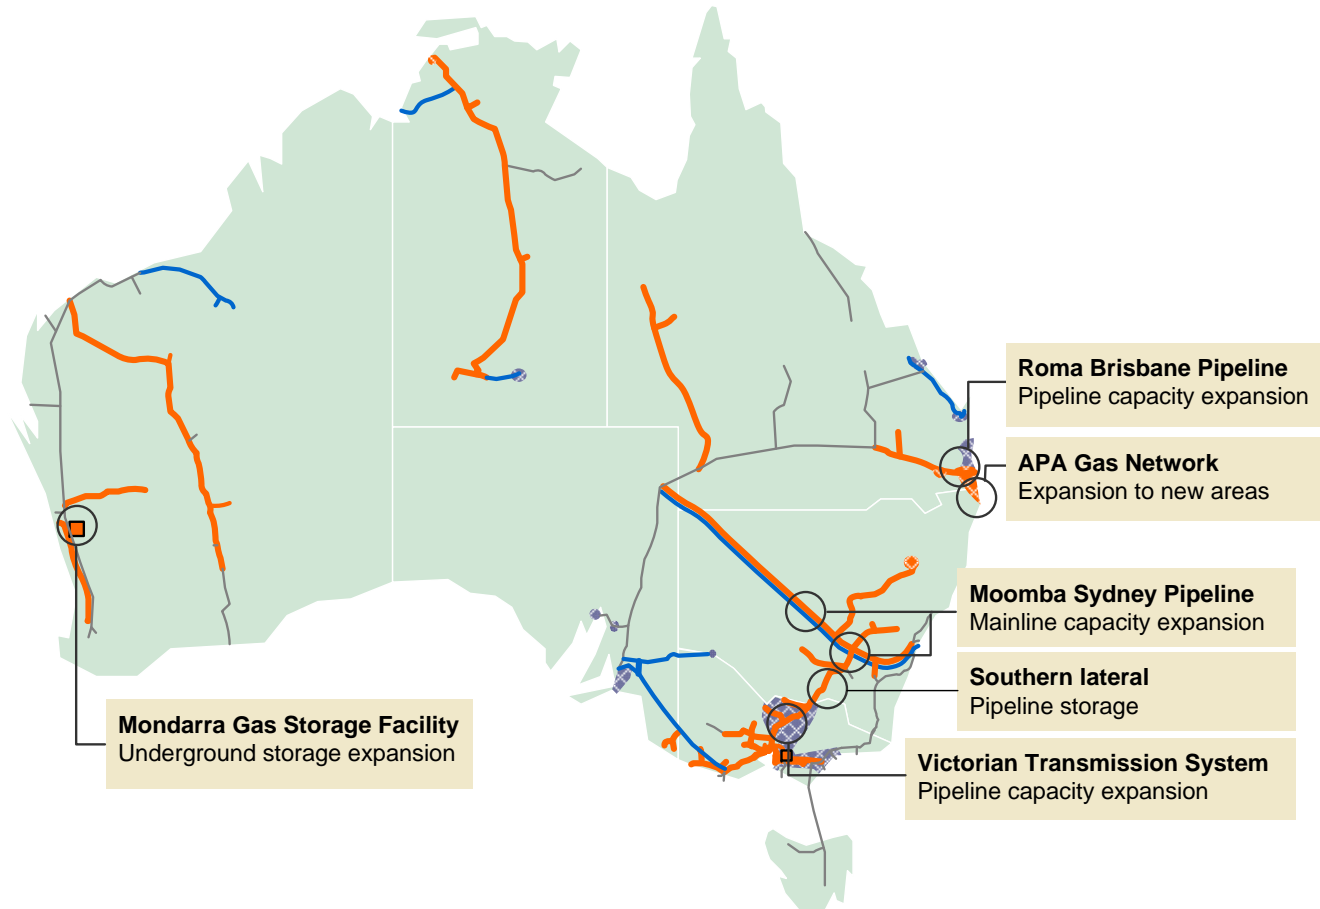 Roma Brisbane Pipeline
Pipeline capacity expansion
APA Gas Network
Expansion to new areas
Moomba Sydney Pipeline
Mainline capacity expansion
Southern lateral
Pipeline storage
Mondarra Gas Storage Facility
Underground storage expansion
Victorian Transmission System
Pipeline capacity expansion